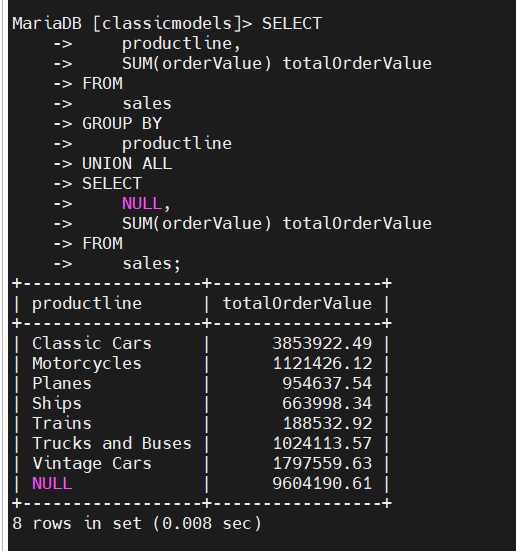 MariaDB [classicmodels]> SELECT
    ->     productline,
    ->     SUM(orderValue) totalOrderValue
    -> FROM
    ->     sales
    -> GROUP BY
    ->     productline
    -> UNION ALL
    -> SELECT
    ->     NULL,
    ->     SUM(orderValue) totalOrderValue
    -> FROM
    ->     sales;
+------------------+-----------------+
| productline      | totalOrderValue |
+------------------+-----------------+
| Classic Cars     |      3853922.49 |
| Motorcycles      |      1121426.12 |
| Planes           |       954637.54 |
| Ships            |       663998.34 |
| Trains           |       188532.92 |
| Trucks and Buses |      1024113.57 |
| Vintage Cars     |      1797559.63 |
| NULL             |      9604190.61 |
+------------------+-----------------+
8 rows in set (0.008 sec)